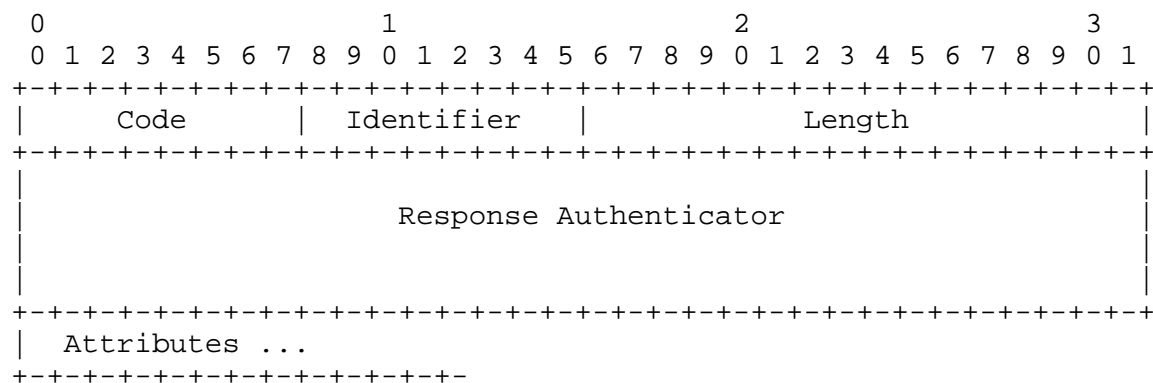 0                   1                   2                   3
 0 1 2 3 4 5 6 7 8 9 0 1 2 3 4 5 6 7 8 9 0 1 2 3 4 5 6 7 8 9 0 1
+-+-+-+-+-+-+-+-+-+-+-+-+-+-+-+-+-+-+-+-+-+-+-+-+-+-+-+-+-+-+-+-+
|     Code      |  Identifier   |            Length             |
+-+-+-+-+-+-+-+-+-+-+-+-+-+-+-+-+-+-+-+-+-+-+-+-+-+-+-+-+-+-+-+-+
|                                                               |
|                     Response Authenticator                    |
|                                                               |
|                                                               |
+-+-+-+-+-+-+-+-+-+-+-+-+-+-+-+-+-+-+-+-+-+-+-+-+-+-+-+-+-+-+-+-+
|  Attributes ...
+-+-+-+-+-+-+-+-+-+-+-+-+-